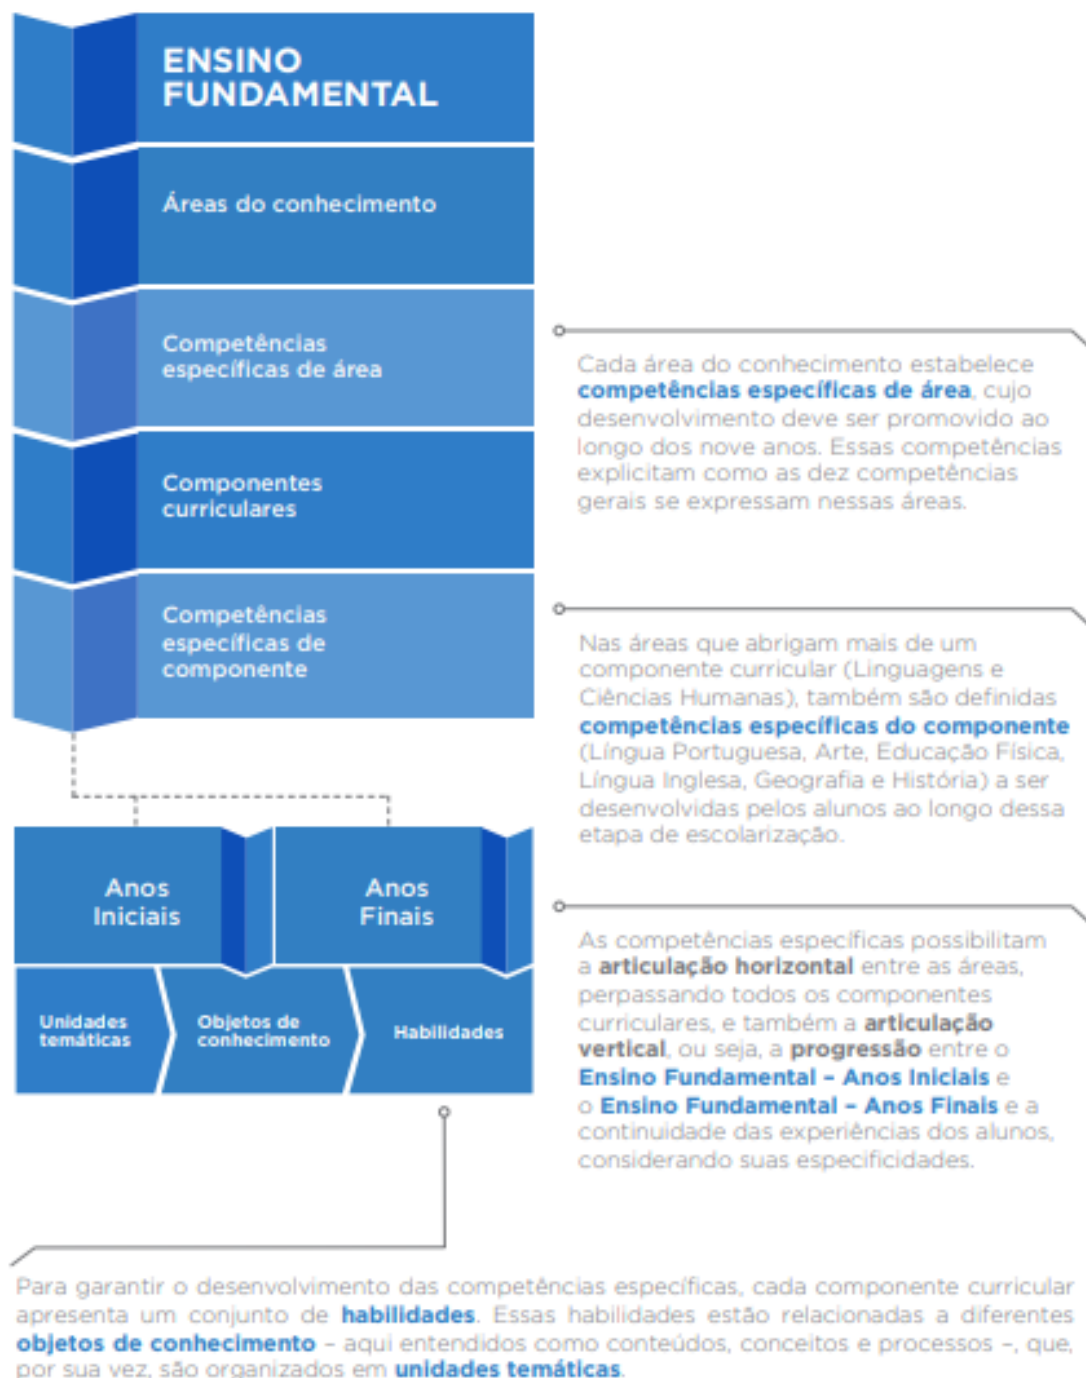 ENSINO
FUNDAMENTAL
Áreas do conhecimento
Competências
específicas de área
Cada área do conhecimento estabelece
competências específicas de área, cujo
desenvolvimento deve ser promovido ao
longo dos nove anos. Essas competências
explicitam como as dez competências
gerais se expressam nessas áreas.
Componentes
curriculares
Competências
específicas de
componente
Nas áreas que abrigam mais de um
componente curricular (Linguagens e
Ciências Humanas), também são definidas
competências específicas do componente
(Língua Portuguesa, Arte, Educação Física,
Língua Inglesa, Geografia e História) a ser
desenvolvidas pelos alunos ao longo dessa
etapa de escolarização.
Anos
Iniciais
Anos
Finais
Unidades
temáticas
Objetos de
conhecimento
Habilidades
As competências específicas possibilitam
a articulação horizontal entre as áreas,
perpassando todos os componentes
curriculares, e também a articulação
vertical, ou seja, a progressão entre o
Ensino Fundamental – Anos Iniciais e
o Ensino Fundamental – Anos Finais e a
continuidade das experiências dos alunos,
considerando suas especificidades.
Para garantir o desenvolvimento das competências específicas, cada componente curricular
apresenta um conjunto de habilidades. Essas habilidades estão relacionadas a diferentes
objetos de conhecimento – aqui entendidos como conteúdos, conceitos e processos –, que,
por sua vez, são organizados em unidades temáticas.